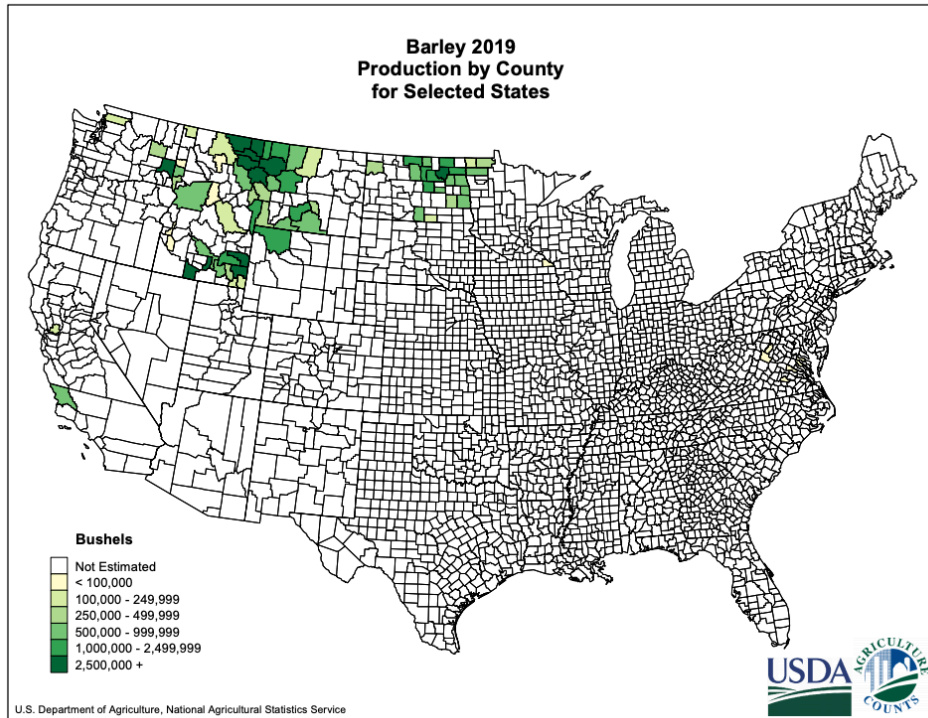 Barley 2019
Production by County
for Selected States
Bushels
Not Estimated
< 100,000
100,000 - 249,999
250,000 - 499,999
500,000 - 999,999
1,000,000 - 2,499,999
2,500,000 +
USDA
AGRICULTURE
COUNTS
U.S. Department of Agriculture, National Agricultural Statistics Service